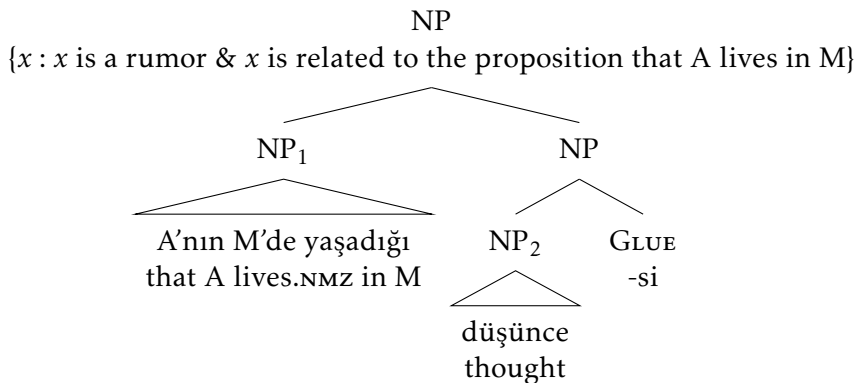 NP
{x : x is a rumor & x is related to the proposition that A lives in M}
NP₁ NP
A'nın M'de yaşadığı NP₂ GLUE
that A lives.NMZ in M -si
düşünce
thought